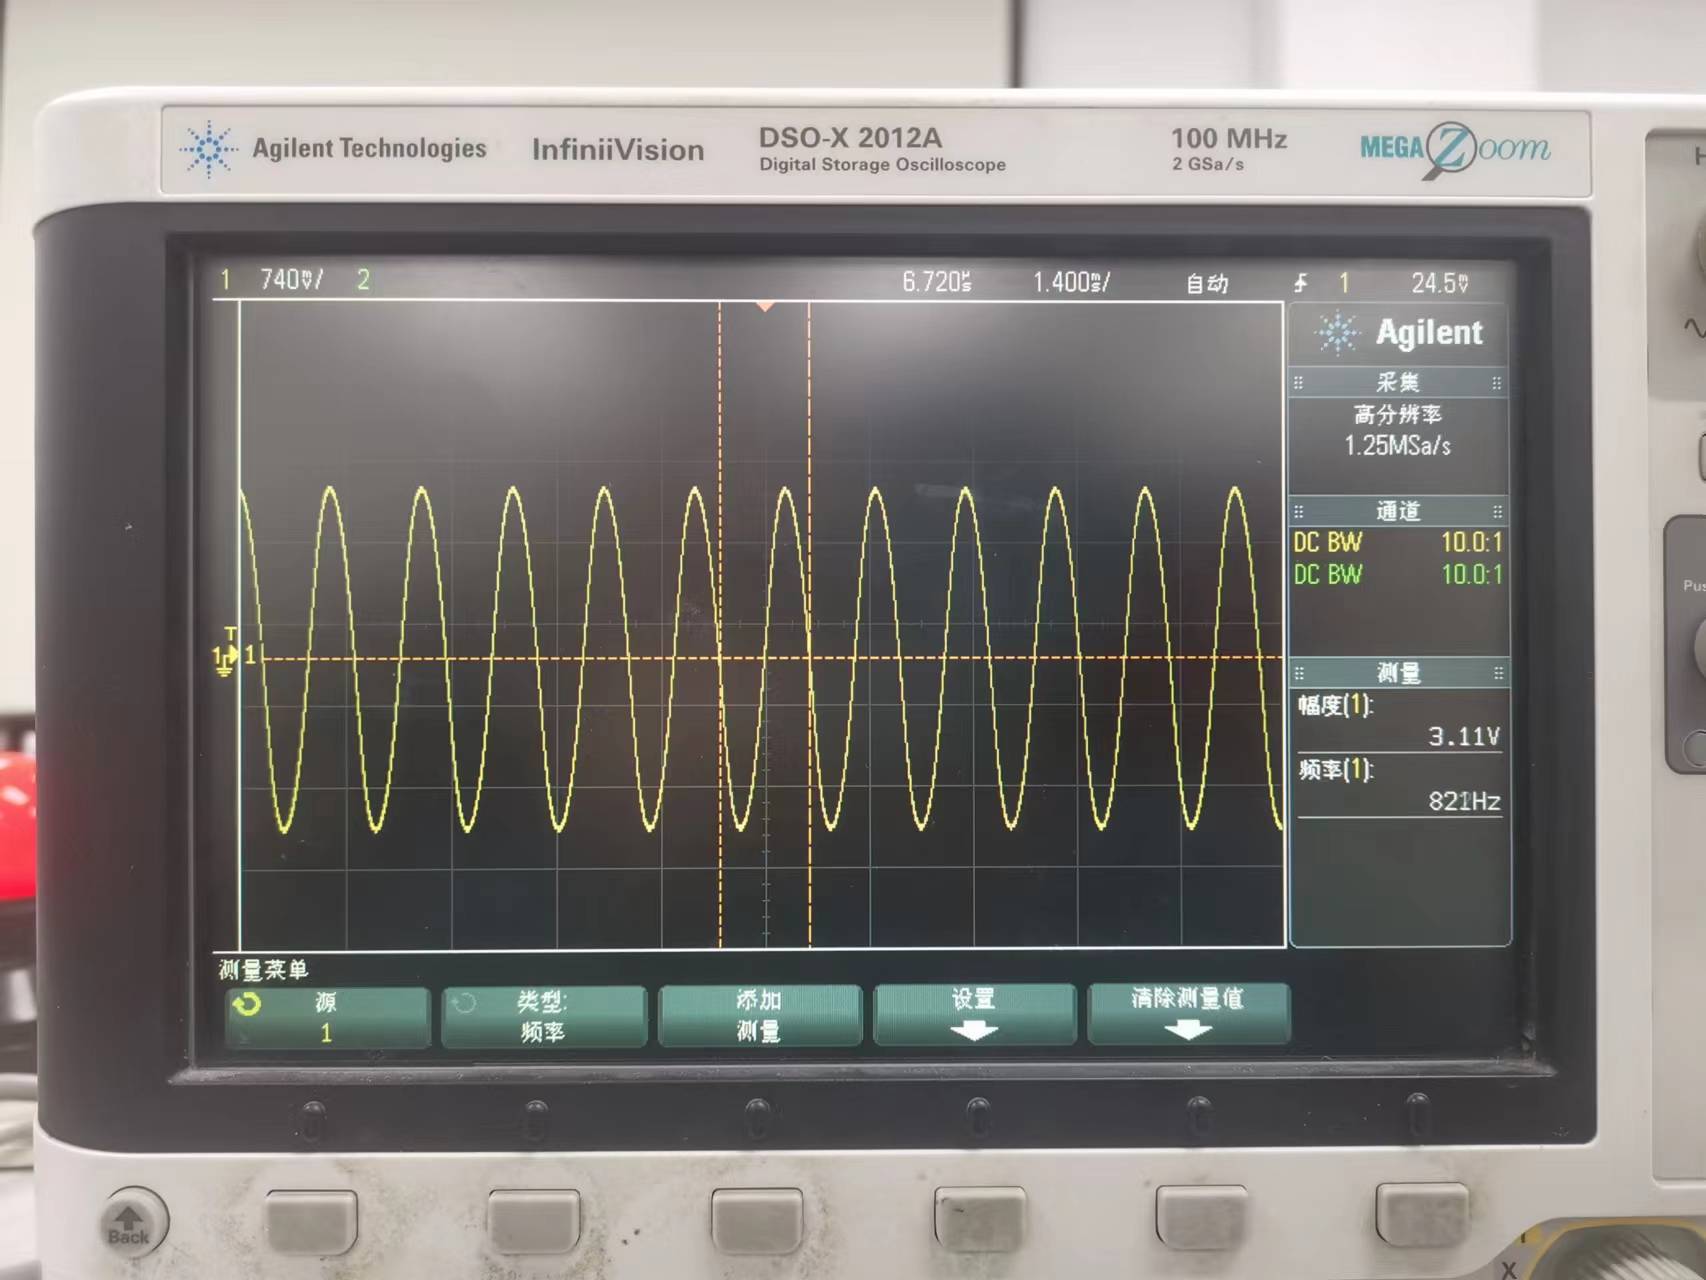 Agilent Technologies InfiniiVision DSO-X 2012A 100 MHz MEGA Zoom
Digital Storage Oscilloscope 2 GSa/s
1 740mV/ 2 6.720µs 1.400ms/ 自动 1 24.5V
Agilent
采集
高分辨率
1.25MSa/s
通道
DC BW 10.0:1
DC BW 10.0:1
T
1 1
测量
幅度(1):
3.11V
频率(1):
821Hz
测量菜单
源
1
类型:
频率
添加
测量
设置
清除测量值
Back
X